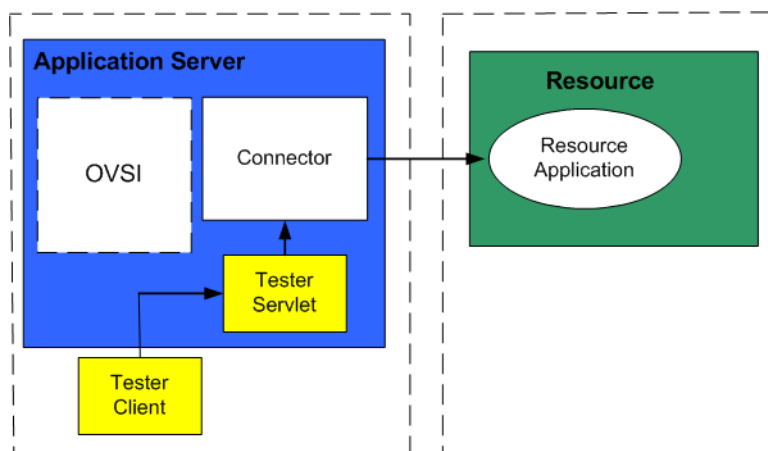 Application Server
OVSI
Connector
Tester
Servlet
Tester
Client
Resource
Resource
Application